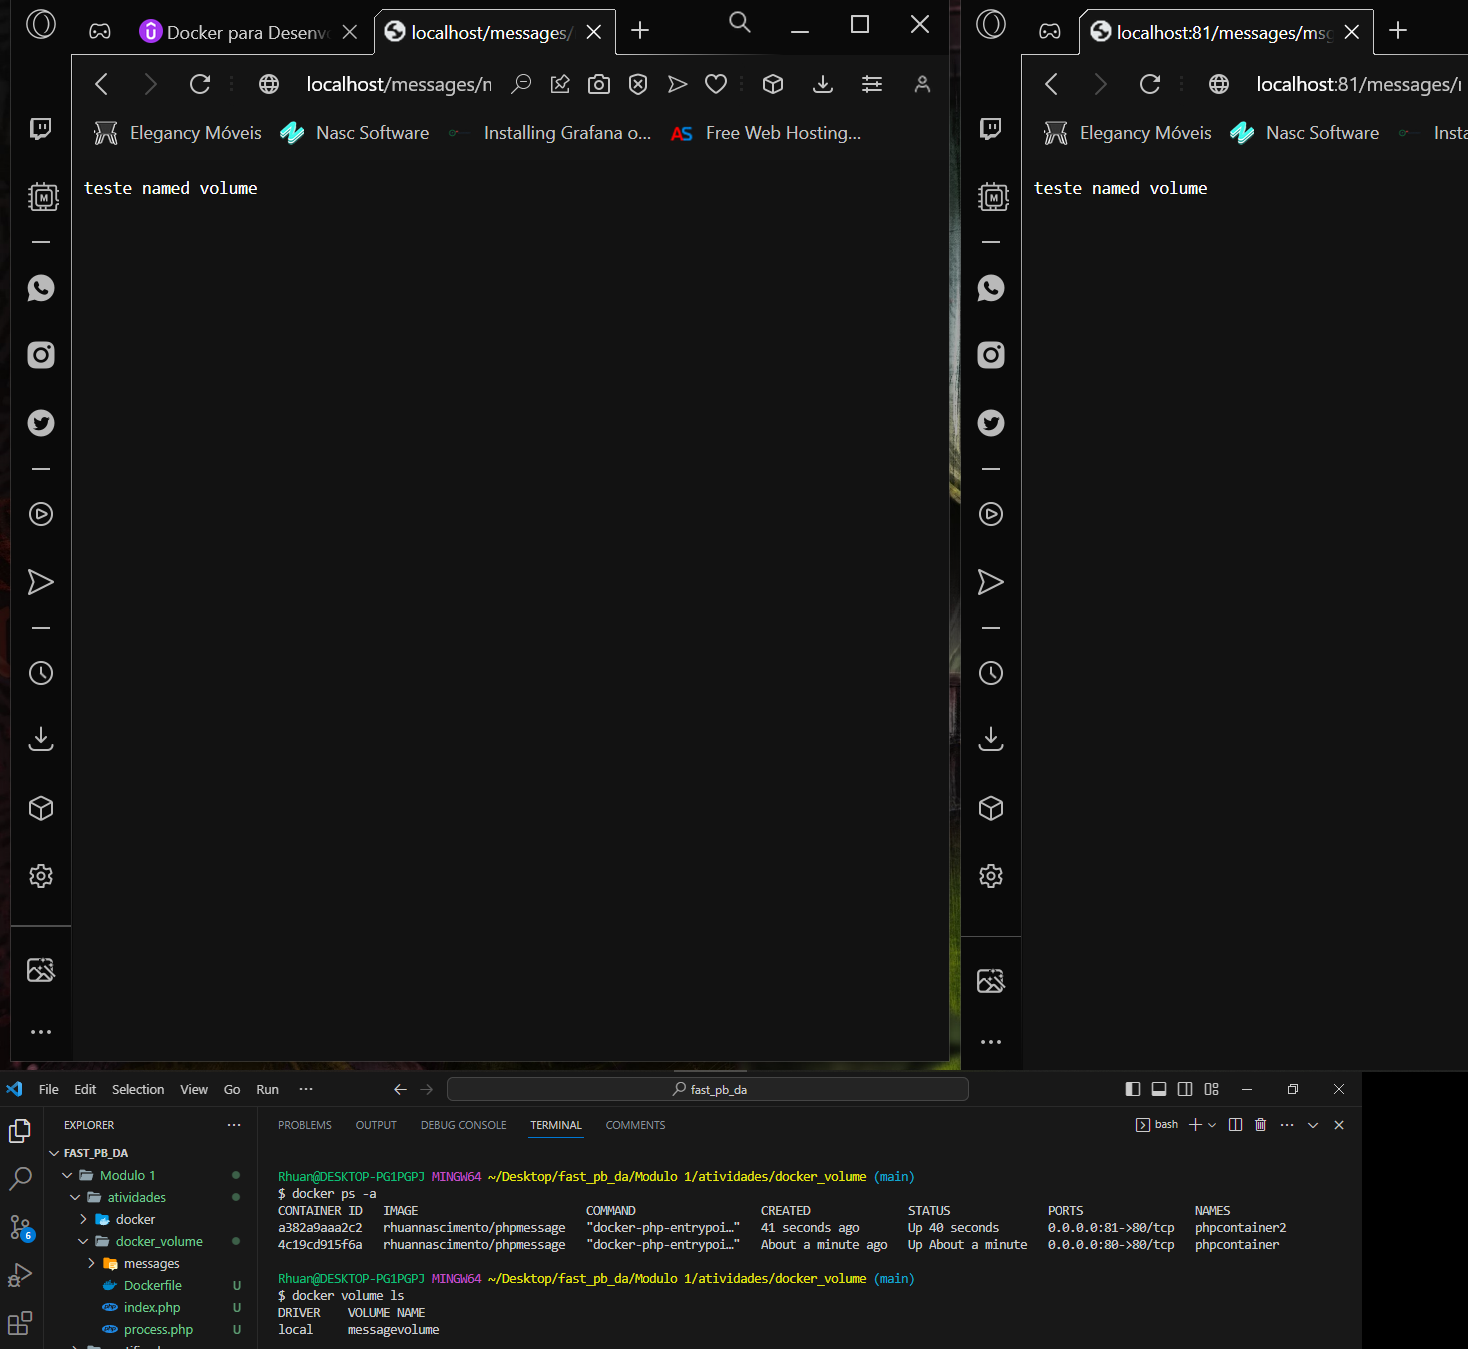 Docker para Desenv
localhost/messages/
localhost:81/messages/msg
localhost/messages/n
localhost:81/messages/
Elegancy Móveis
Nasc Software
Installing Grafana o...
AS
Free Web Hosting...
Elegancy Móveis
Nasc Software
Insta
teste named volume
teste named volume
File Edit Selection View Go Run ···
fast_pb_da
EXPLORER
PROBLEMS OUTPUT DEBUG CONSOLE TERMINAL COMMENTS
bash
FAST_PB_DA
Modulo 1
atividades
docker
docker_volume
messages
Dockerfile U
index.php U
process.php U
6
Rhuan@DESKTOP-PG1PGPJ MINGW64 ~/Desktop/fast_pb_da/Modulo 1/atividades/docker_volume (main)
$ docker ps -a
CONTAINER ID IMAGE COMMAND CREATED STATUS PORTS NAMES
a382a9aaa2c2 rhuannascimento/phpmessage "docker-php-entrypoi…" 41 seconds ago Up 40 seconds 0.0.0.0:81->80/tcp phpcontainer2
4c19cd915f6a rhuannascimento/phpmessage "docker-php-entrypoi…" About a minute ago Up About a minute 0.0.0.0:80->80/tcp phpcontainer
Rhuan@DESKTOP-PG1PGPJ MINGW64 ~/Desktop/fast_pb_da/Modulo 1/atividades/docker_volume (main)
$ docker volume ls
DRIVER VOLUME NAME
local messagevolume